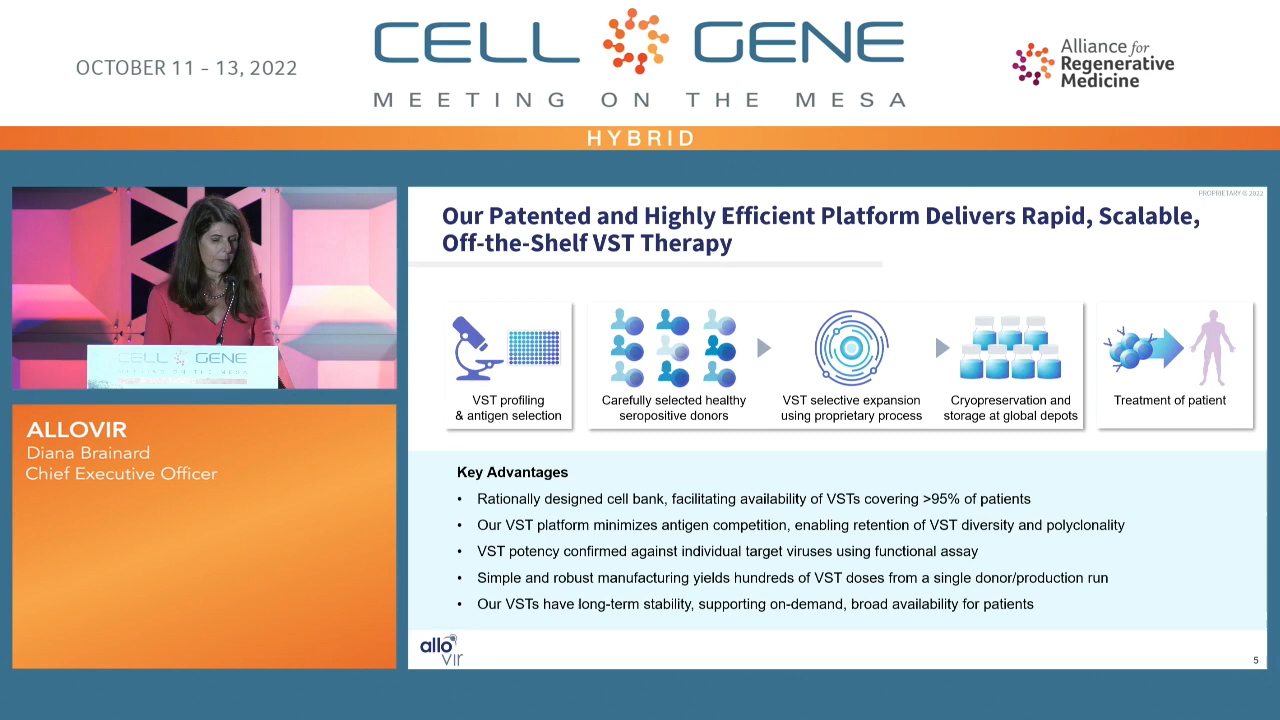 OCTOBER 11 - 13, 2022
CELL GENE
MEETING ON THE MESA
Alliance for
Regenerative
Medicine
HYBRID
CELL GENE
MEETING ON THE MESA
ALLOVIR
Diana Brainard
Chief Executive Officer
PROPRIETARY © 2022
Our Patented and Highly Efficient Platform Delivers Rapid, Scalable,
Off-the-Shelf VST Therapy
VST profiling
& antigen selection
Carefully selected healthy
seropositive donors
VST selective expansion
using proprietary process
Cryopreservation and
storage at global depots
Treatment of patient
Key Advantages
• Rationally designed cell bank, facilitating availability of VSTs covering >95% of patients
• Our VST platform minimizes antigen competition, enabling retention of VST diversity and polyclonality
• VST potency confirmed against individual target viruses using functional assay
• Simple and robust manufacturing yields hundreds of VST doses from a single donor/production run
• Our VSTs have long-term stability, supporting on-demand, broad availability for patients
allo
vir
5